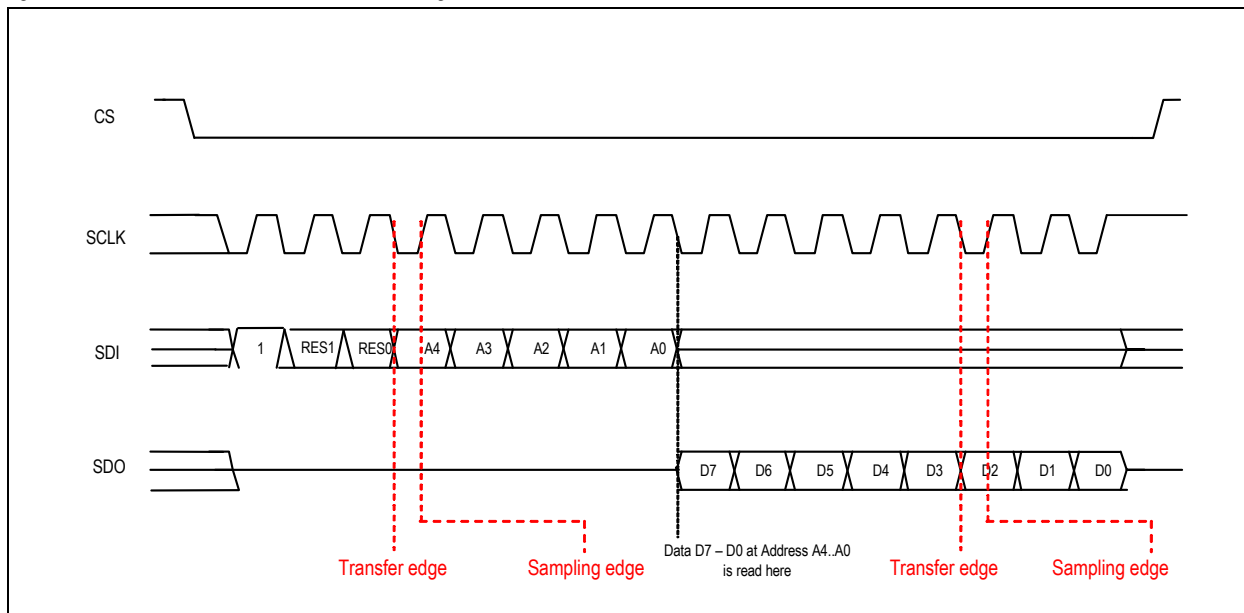 CS
SCLK
SDI
1 RES1 RES0 A4 A3 A2 A1 A0
SDO
D7 D6 D5 D4 D3 D2 D1 D0
Data D7 – D0 at Address A4..A0
is read here
Transfer edge Sampling edge Transfer edge Sampling edge